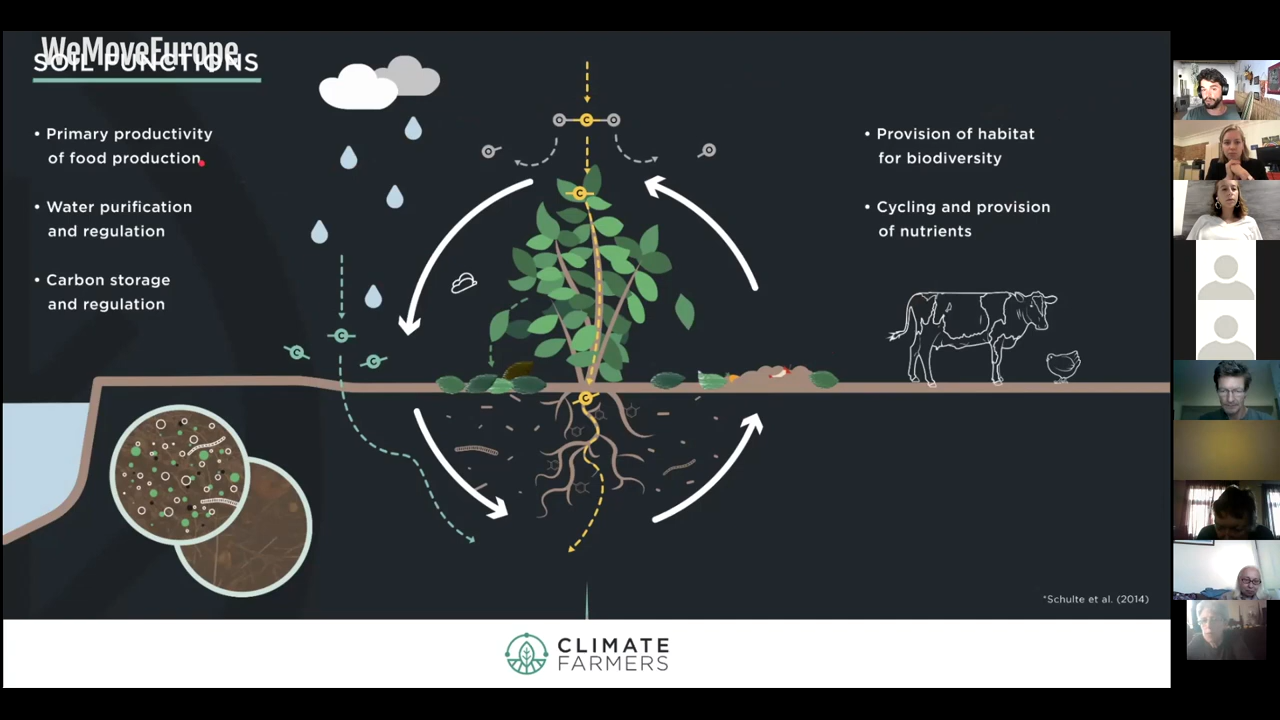 WeMoveEurope
SOIL FUNCTIONS
• Primary productivity
of food production
• Water purification
and regulation
• Carbon storage
and regulation
• Provision of habitat
for biodiversity
• Cycling and provision
of nutrients
O C O
O
O
C
C
C
C
C
C
*Schulte et al. (2014)
CLIMATE
FARMERS